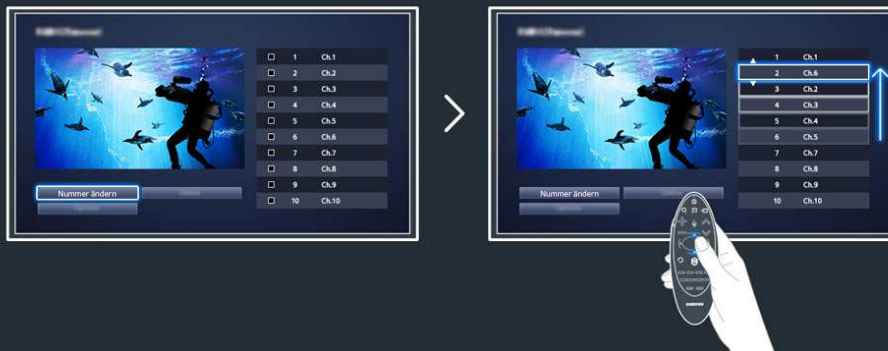 1 Ch.1
2 Ch.2
3 Ch.3
4 Ch.4
5 Ch.5
6 Ch.6
7 Ch.7
8 Ch.8
9 Ch.9
10 Ch.10
Nummer ändern
1 Ch.1
2 Ch.6
3 Ch.2
4 Ch.3
5 Ch.4
6 Ch.5
7 Ch.7
8 Ch.8
9 Ch.9
10 Ch.10
Nummer ändern
SAMSUNG